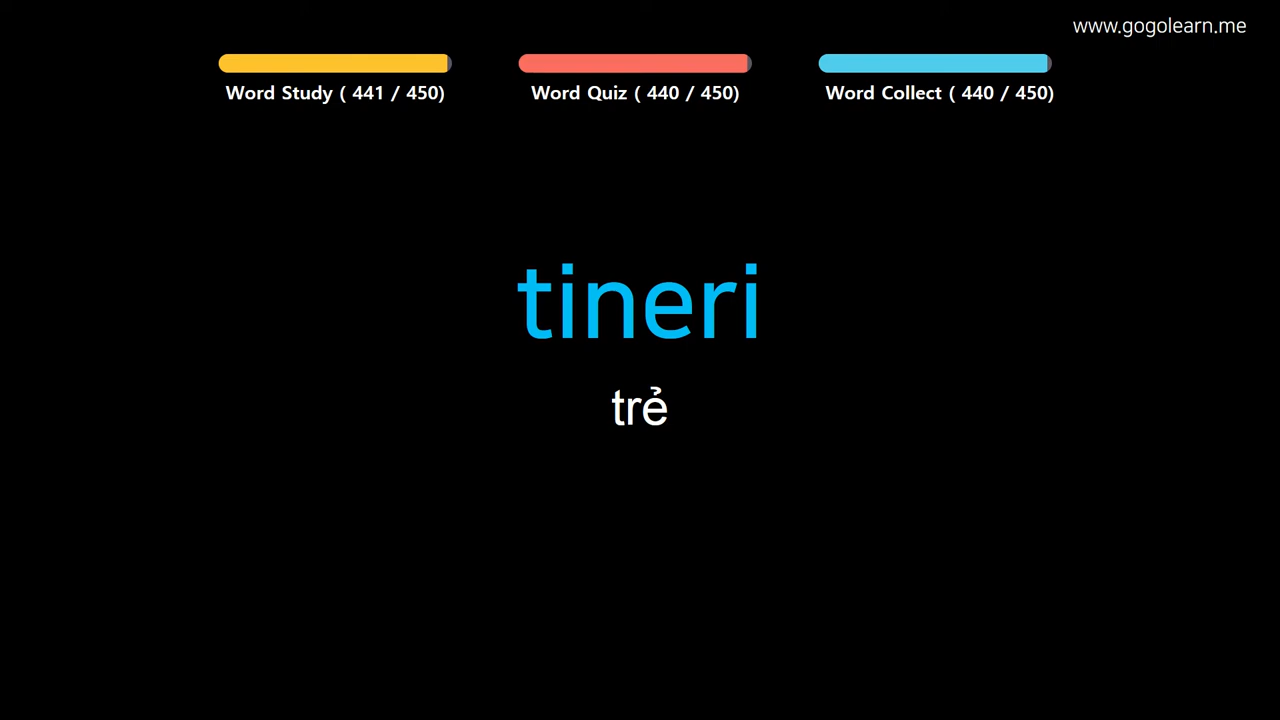 www.gogolearn.me
Word Study ( 441 / 450)
Word Quiz ( 440 / 450)
Word Collect ( 440 / 450)
tineri
trẻ